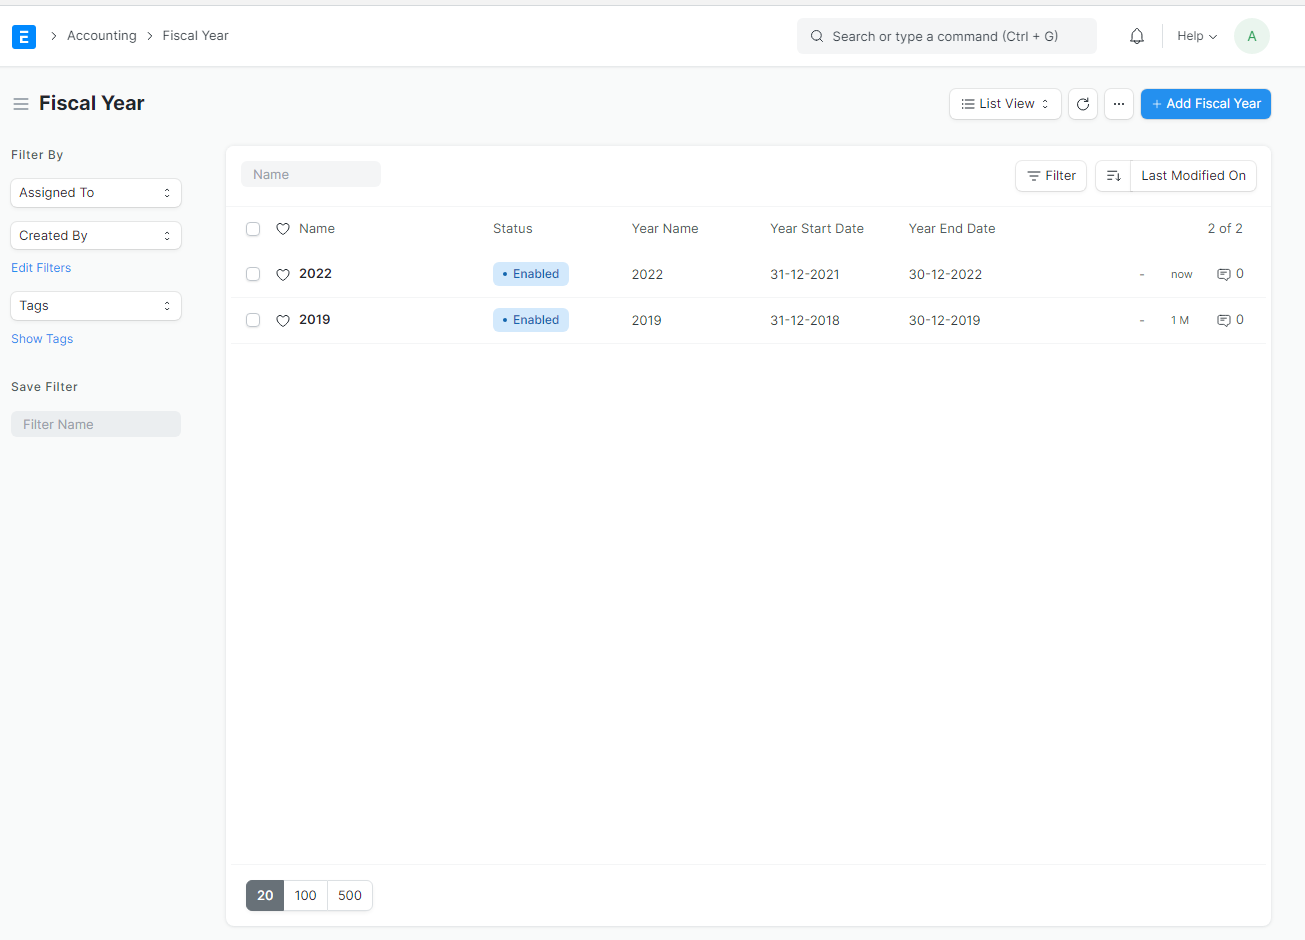 E Accounting Fiscal Year Search or type a command (Ctrl + G) Help A
Fiscal Year List View + Add Fiscal Year
Filter By
Assigned To
Created By
Edit Filters
Tags
Show Tags
Save Filter
Filter Name
Name Filter Last Modified On
Name Status Year Name Year Start Date Year End Date 2 of 2
2022 • Enabled 2022 31-12-2021 30-12-2022 - now 0
2019 • Enabled 2019 31-12-2018 30-12-2019 - 1 M 0
20 100 500